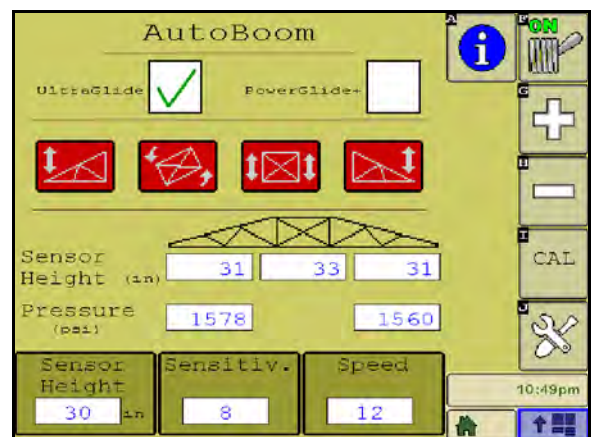 AutoBoom
UltraGlide
PowerGlide+
Sensor
Height (in)
31 33 31
Pressure
(psi)
1578 1560
Sensor
Height
30 in
Sensitiv.
8
Speed
12
A
i
F
ON
G
H
I
CAL
J
10:49pm